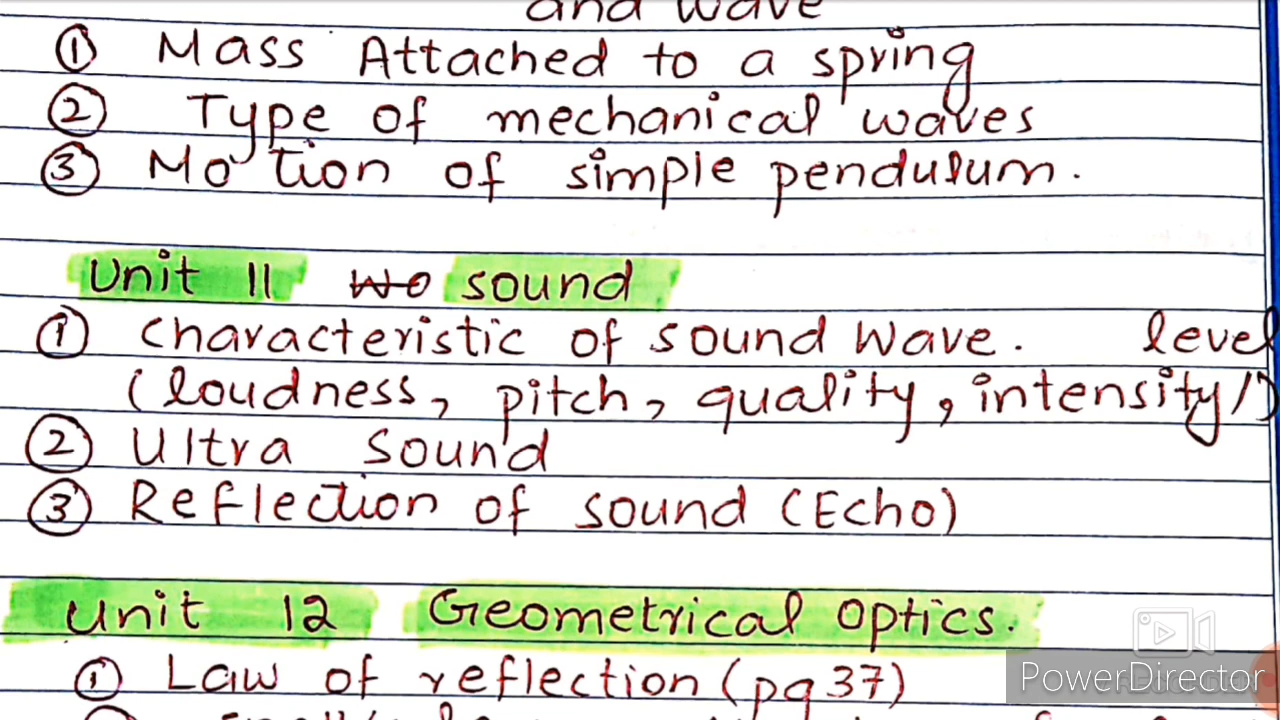 and wave
① Mass Attached to a spring
② Type of mechanical waves
③ Motion of simple pendulum.
Unit 11 sound
① Characteristic of sound wave. level
(loudness, pitch, quality, intensity/)
② Ultra Sound
③ Reflection of sound (Echo)
Unit 12 Geometrical Optics.
① Law of reflection (pg 37)
PowerDirector